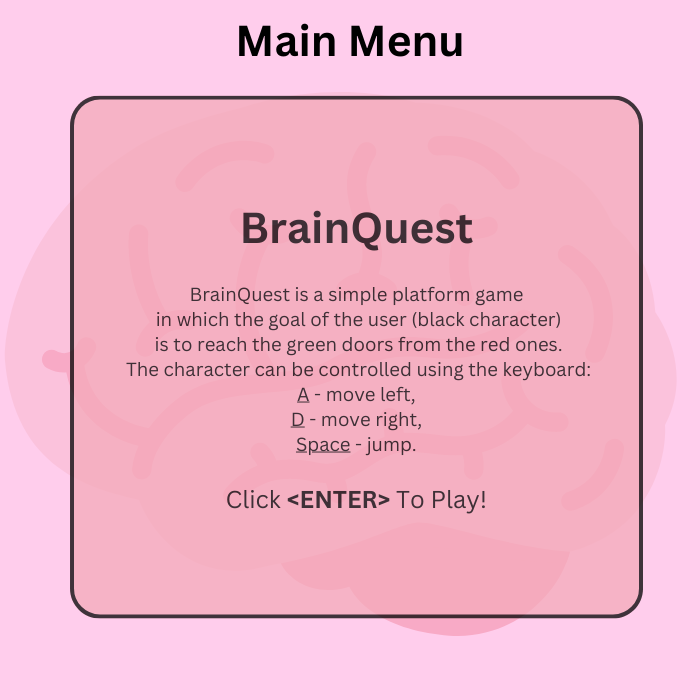 Main Menu
BrainQuest
BrainQuest is a simple platform game
in which the goal of the user (black character)
is to reach the green doors from the red ones.
The character can be controlled using the keyboard:
A - move left,
D - move right,
Space - jump.
Click <ENTER> To Play!